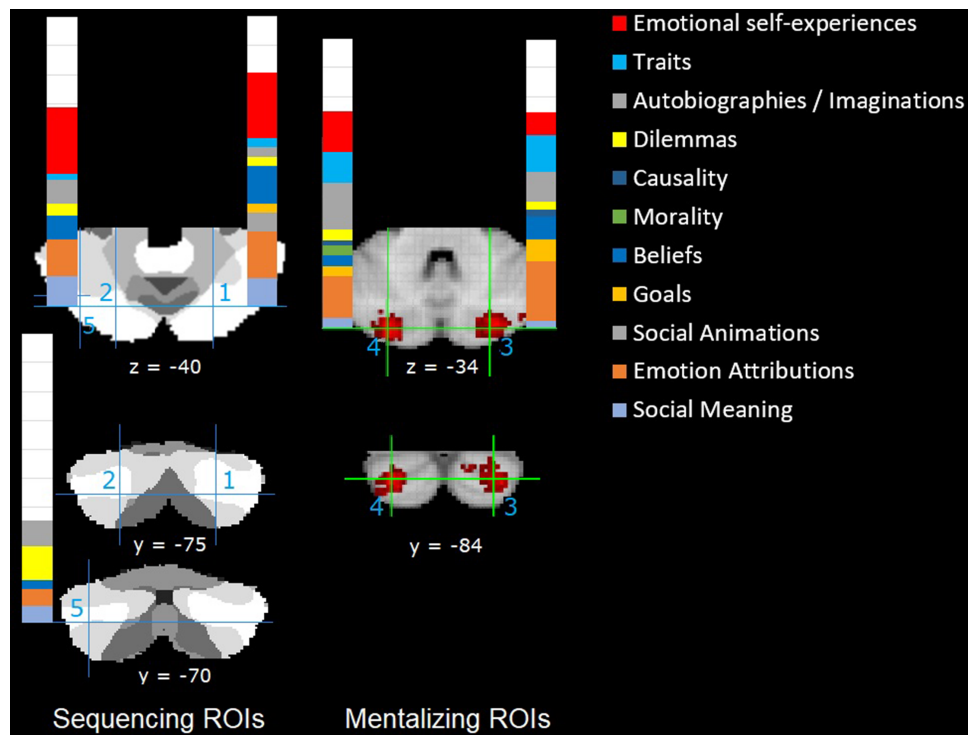 Emotional self-experiences
Traits
Autobiographies / Imaginations
Dilemmas
Causality
Morality
Beliefs
Goals
Social Animations
Emotion Attributions
Social Meaning
2 1
5
z = -40
4 3
z = -34
2 1
y = -75
4 3
y = -84
5
y = -70
Sequencing ROIs
Mentalizing ROIs